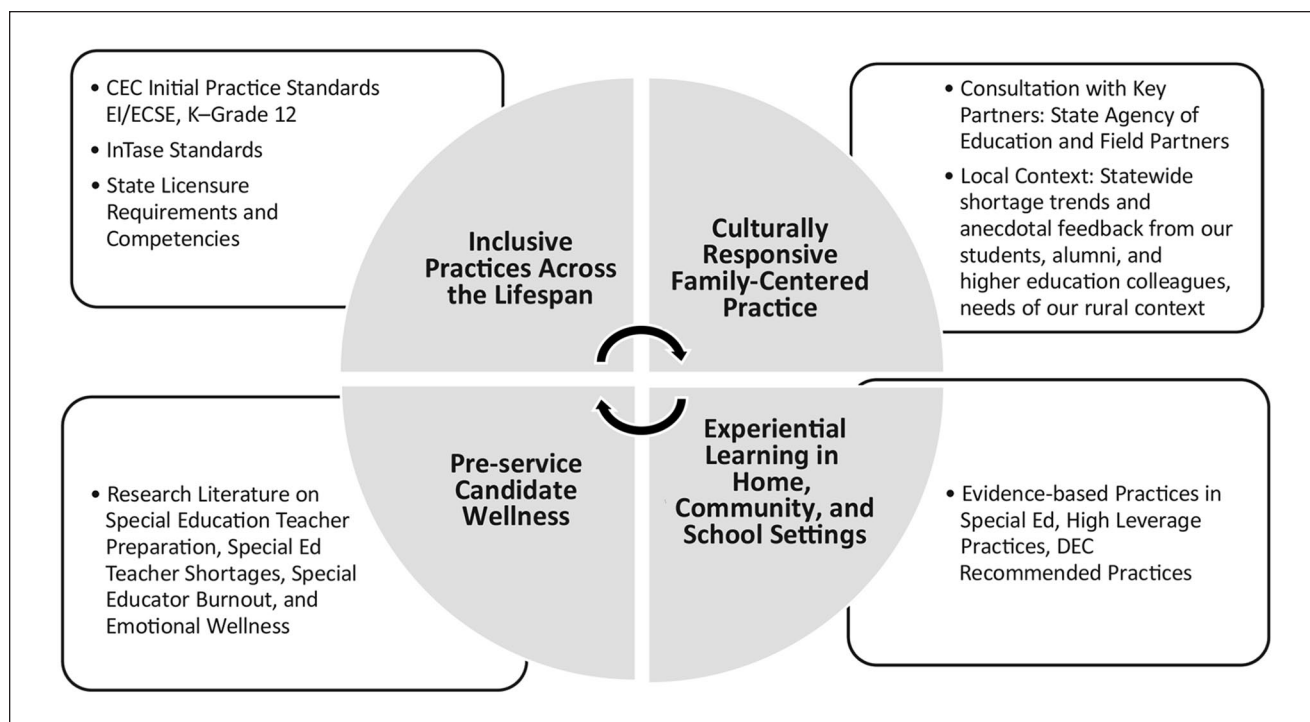 • CEC Initial Practice Standards
EI/ECSE, K–Grade 12
• InTase Standards
• State Licensure
Requirements and
Competencies
Inclusive
Practices Across
the Lifespan
Culturally
Responsive
Family-Centered
Practice
• Consultation with Key
Partners: State Agency of
Education and Field Partners
• Local Context: Statewide
shortage trends and
anecdotal feedback from our
students, alumni, and
higher education colleagues,
needs of our rural context
• Research Literature on
Special Education Teacher
Preparation, Special Ed
Teacher Shortages, Special
Educator Burnout, and
Emotional Wellness
Pre-service
Candidate
Wellness
Experiential
Learning in
Home,
Community, and
School Settings
• Evidence-based Practices in
Special Ed, High Leverage
Practices, DEC
Recommended Practices